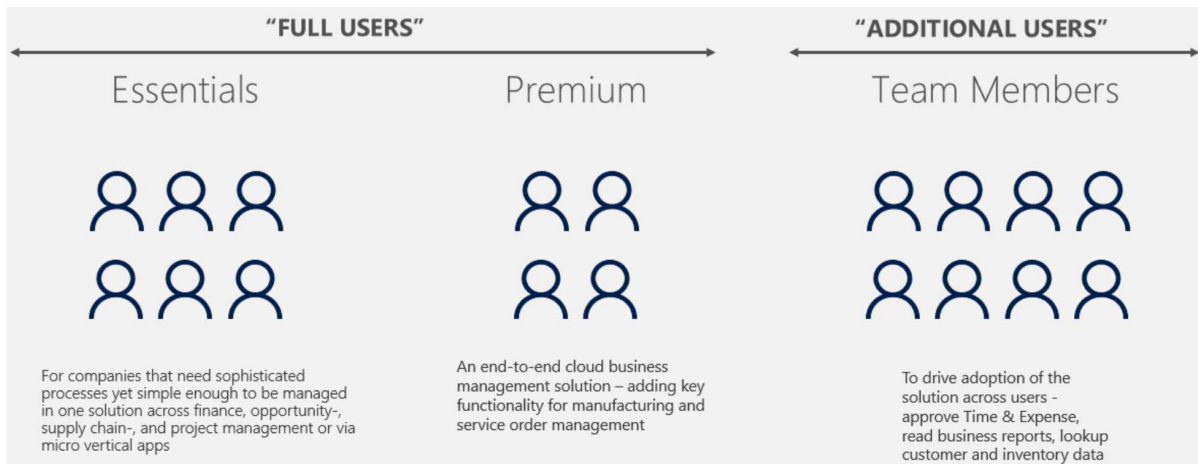 “FULL USERS”
“ADDITIONAL USERS”
Essentials
Premium
Team Members
For companies that need sophisticated
processes yet simple enough to be managed
in one solution across finance, opportunity-,
supply chain-, and project management or via
micro vertical apps
An end-to-end cloud business
management solution – adding key
functionality for manufacturing and
service order management
To drive adoption of the
solution across users -
approve Time & Expense,
read business reports, lookup
customer and inventory data